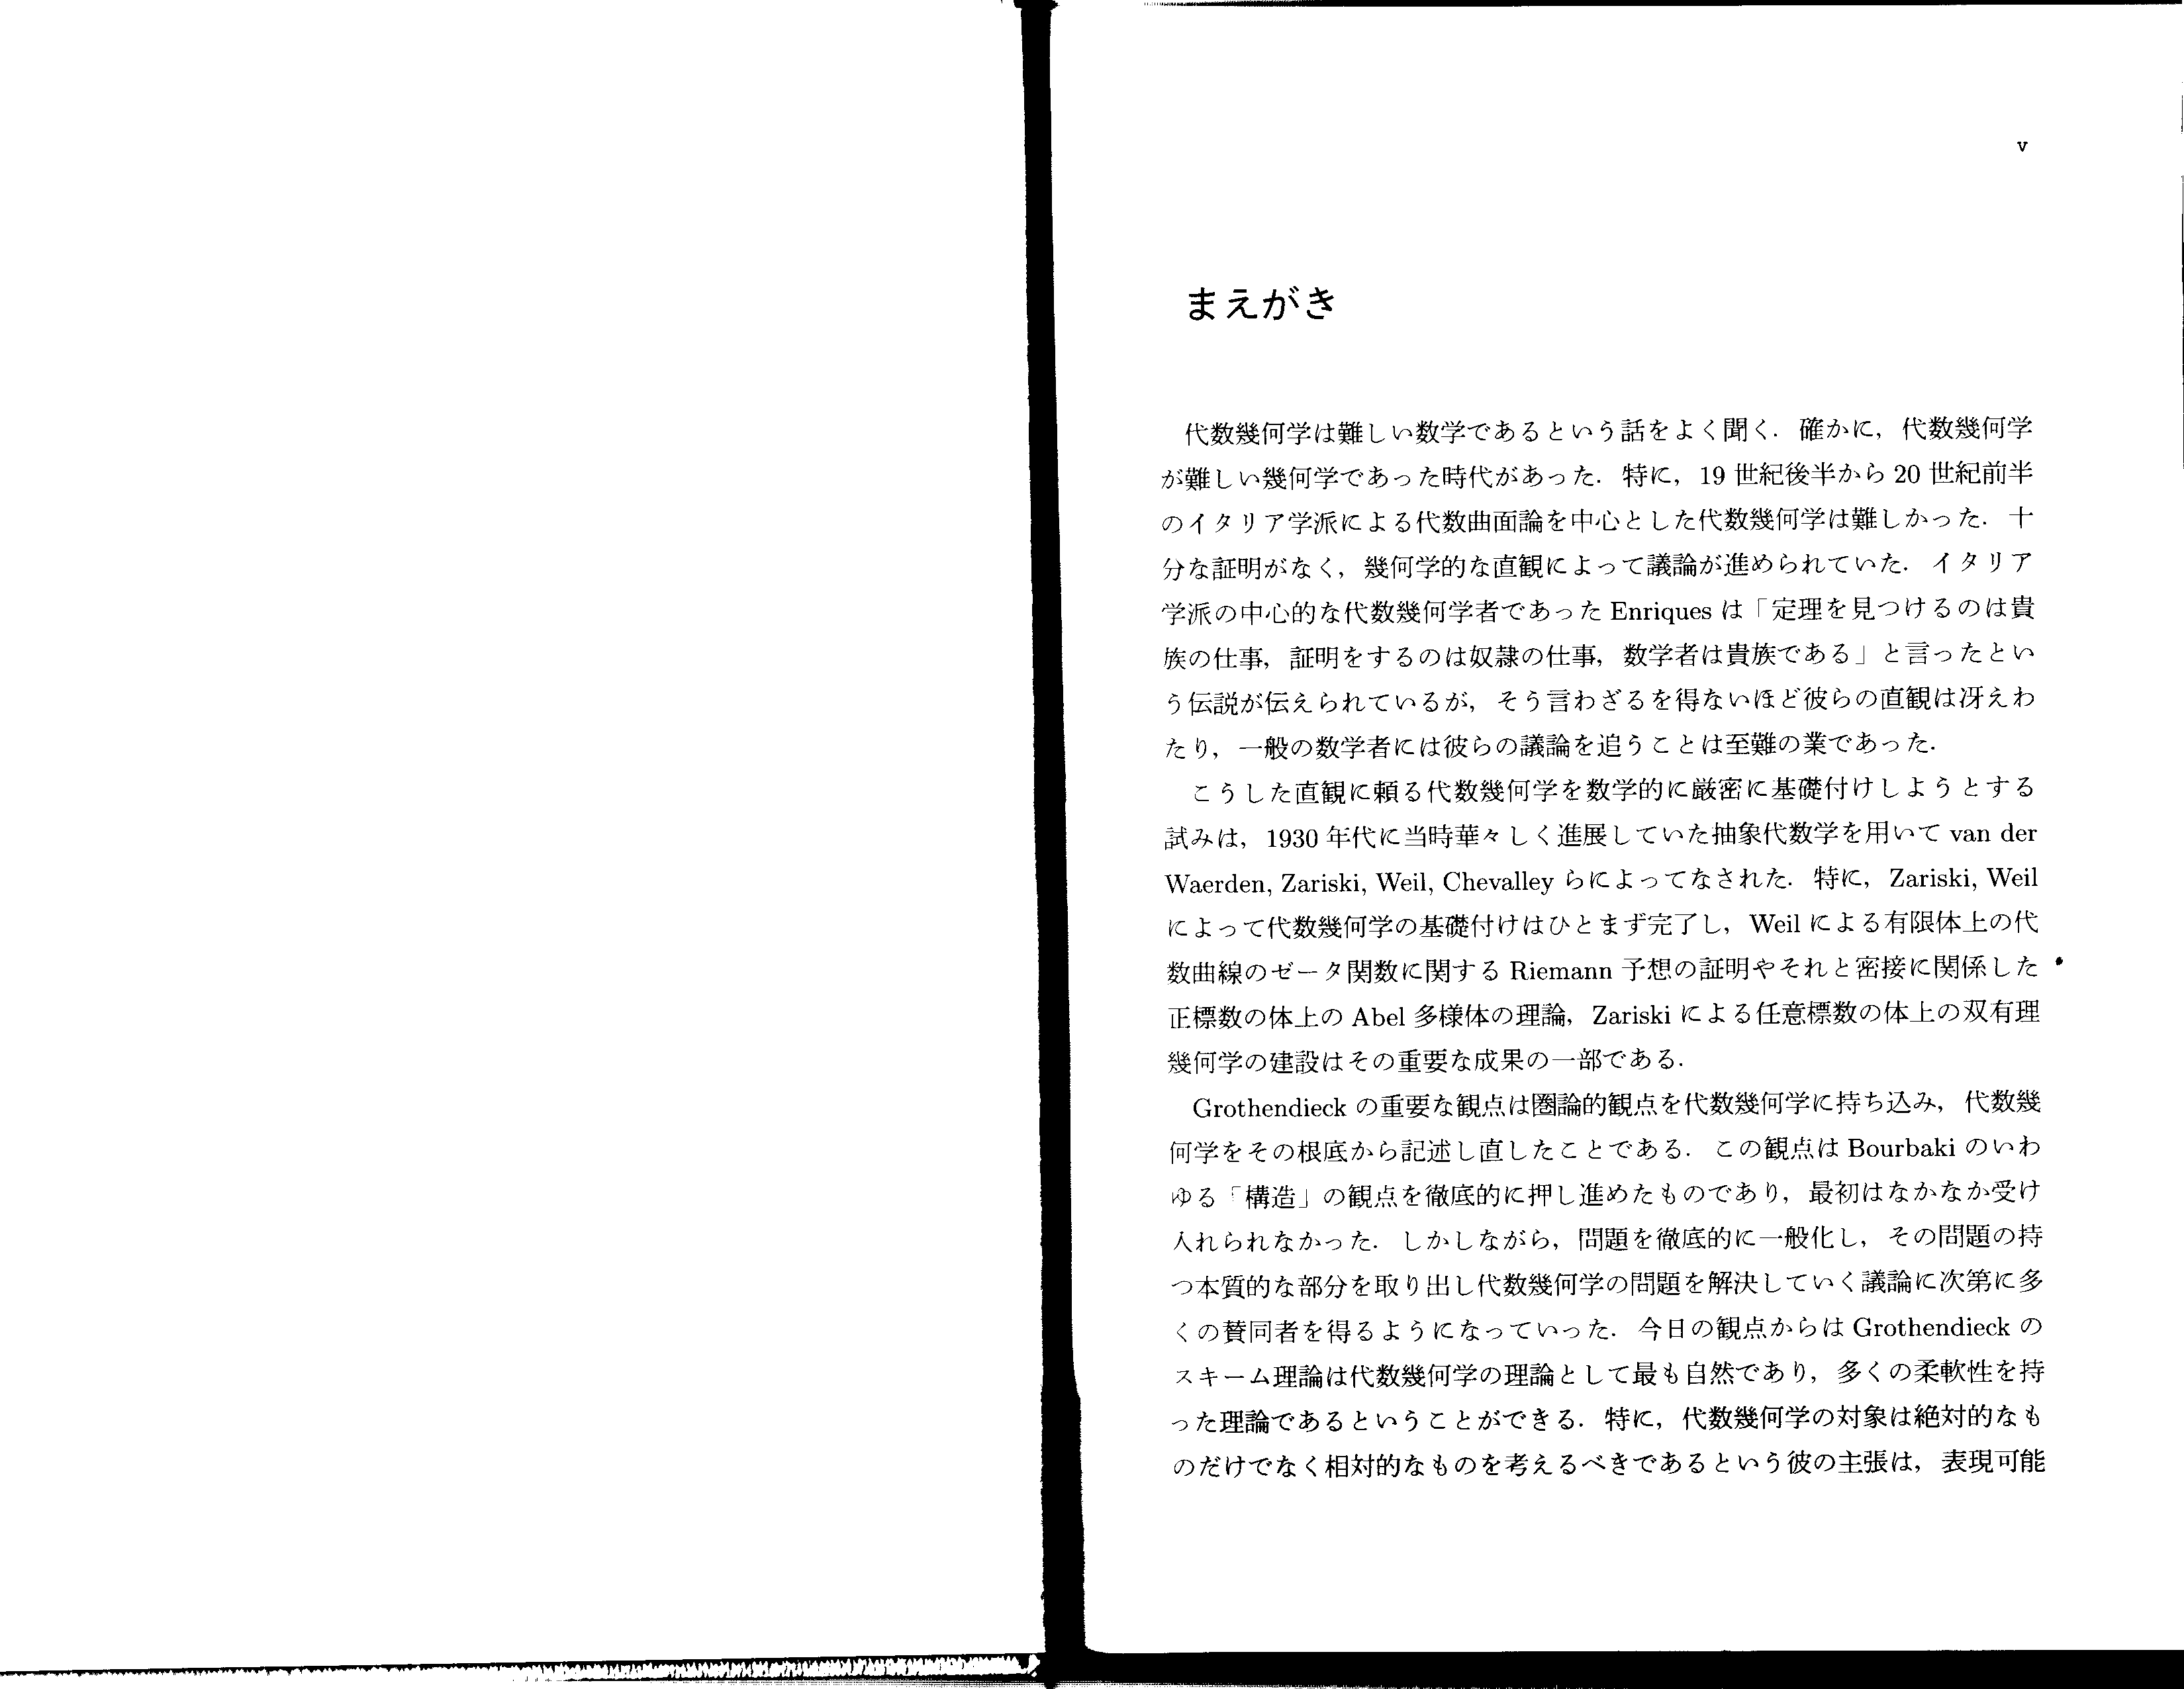 v
まえがき
代数幾何学は難しい数学であるという話をよく聞く．確かに，代数幾何学
が難しい幾何学であった時代があった．特に，19 世紀後半から 20 世紀前半
のイタリア学派による代数曲面論を中心とした代数幾何学は難しかった．十
分な証明がなく，幾何学的な直観によって議論が進められていた．イタリア
学派の中心的な代数幾何学者であった Enriques は「定理を見つけるのは貴
族の仕事，証明をするのは奴隷の仕事，数学者は貴族である」と言ったとい
う伝説が伝えられているが，そう言わざるを得ないほど彼らの直観は冴えわ
たり，一般の数学者には彼らの議論を追うことは至難の業であった．
こうした直観に頼る代数幾何学を数学的に厳密に基礎付けしようとする
試みは，1930 年代に当時華々しく進展していた抽象代数学を用いて van der
Waerden, Zariski, Weil, Chevalley らによってなされた．特に，Zariski, Weil
によって代数幾何学の基礎付けはひとまず完了し，Weil による有限体上の代
数曲線のゼータ関数に関する Riemann 予想の証明やそれと密接に関係した
正標数の体上の Abel 多様体の理論，Zariski による任意標数の体上の双有理
幾何学の建設はその重要な成果の一部である．
Grothendieck の重要な観点は圏論的観点を代数幾何学に持ち込み，代数幾
何学をその根底から記述し直したことである．この観点は Bourbaki のいわ
ゆる「構造」の観点を徹底的に押し進めたものであり，最初はなかなか受け
入れられなかった．しかしながら，問題を徹底的に一般化し，その問題の持
つ本質的な部分を取り出し代数幾何学の問題を解決していく議論に次第に多
くの賛同者を得るようになっていった．今日の観点からは Grothendieck の
スキーム理論は代数幾何学の理論として最も自然であり，多くの柔軟性を持
った理論であるということができる．特に，代数幾何学の対象は絶対的なも
のだけでなく相対的なものを考えるべきであるという彼の主張は，表現可能